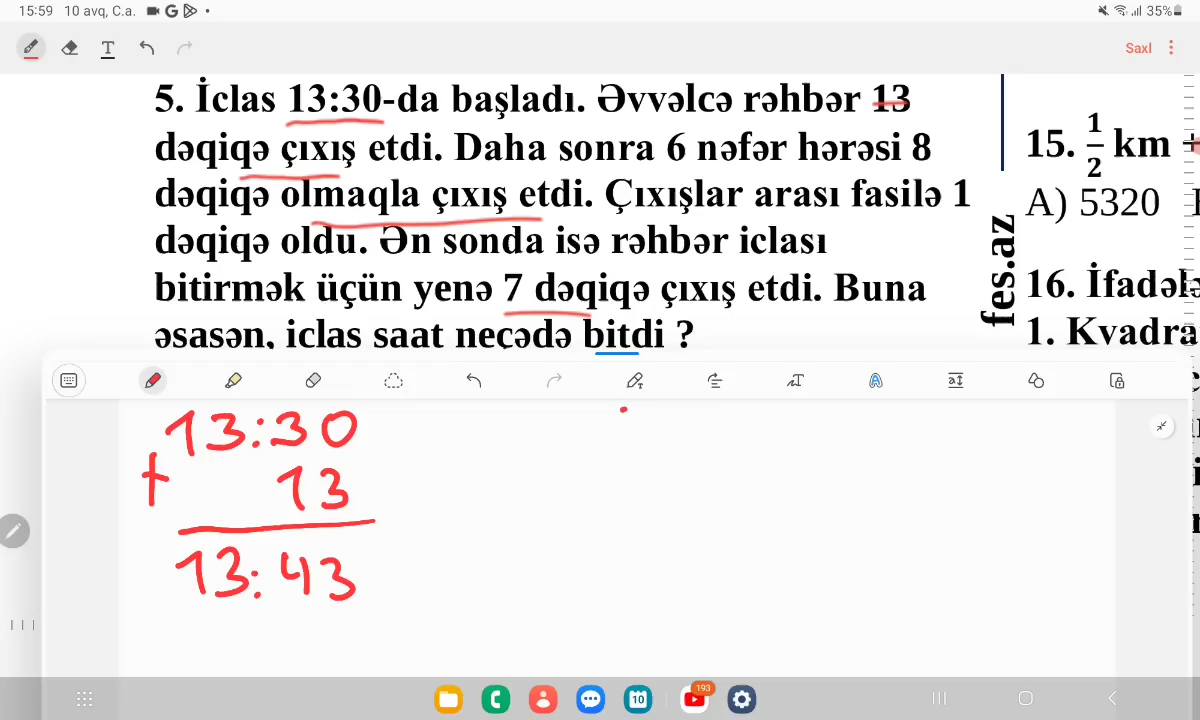 15:59 10 avq, C.a.
35%
Saxl
5. İclas 13:30-da başladı. Əvvəlcə rəhbər 13
dəqiqə çıxış etdi. Daha sonra 6 nəfər hərəsi 8
dəqiqə olmaqla çıxış etdi. Çıxışlar arası fasilə 1
dəqiqə oldu. Ən sonda isə rəhbər iclası
bitirmək üçün yenə 7 dəqiqə çıxış etdi. Buna
əsasən, iclas saat neçədə bitdi ?
fes.az
15. 1/2 km +
A) 5320
16. İfadələ
1. Kvadra
13:30
+ 13
13:43
10
193